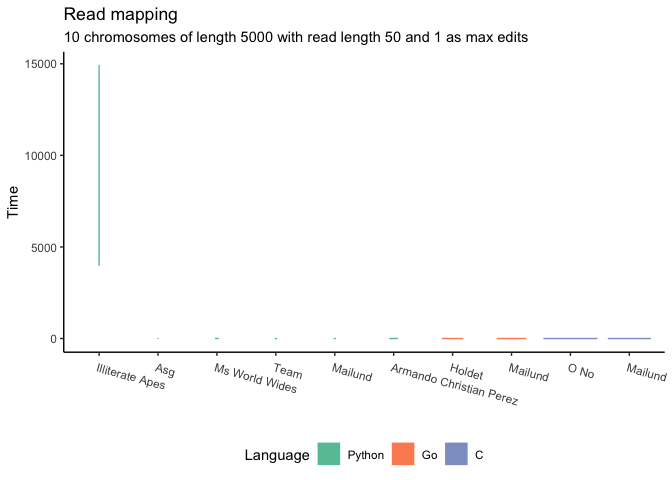 Read mapping
10 chromosomes of length 5000 with read length 50 and 1 as max edits
Time
15000
10000
5000
0
Illiterate Apes
Asg
Ms World Wides
Team
Mailund
Armando Christian Perez
Holdet
Mailund
O No
Mailund
Language Python Go C